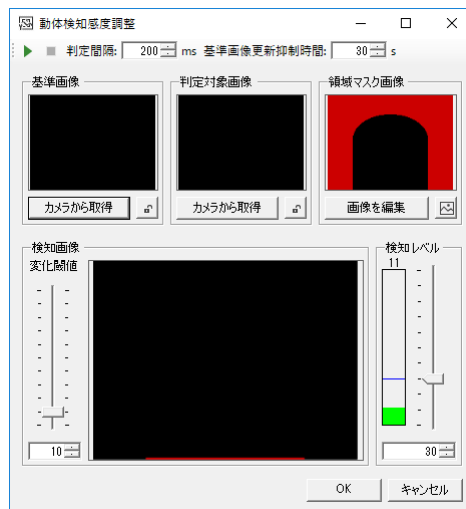 動体検知感度調整
判定間隔: 200 ms 基準画像更新抑制時間: 30 s
基準画像 判定対象画像 領域マスク画像
カメラから取得 カメラから取得 画像を編集
検知画像 検知レベル
変化閾値 11
10 30
OK キャンセル